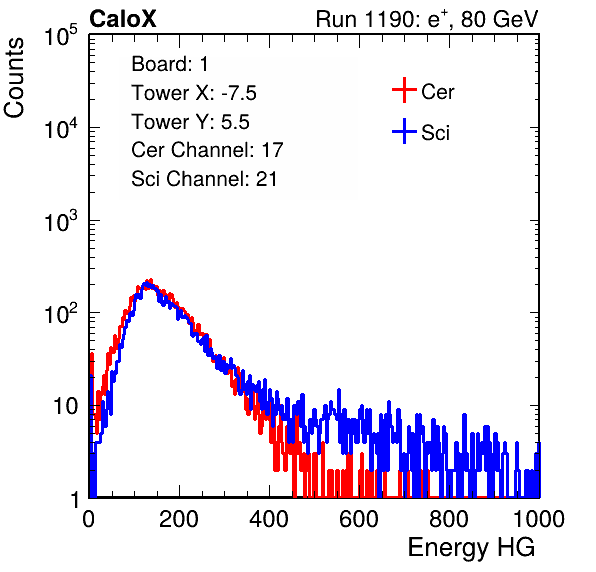 CaloX Run 1190: e⁺, 80 GeV
Counts
Board: 1
Tower X: -7.5
Tower Y: 5.5
Cer Channel: 17
Sci Channel: 21
Cer
Sci
10⁵
10⁴
10³
10²
10
1
0 200 400 600 800 1000
Energy HG